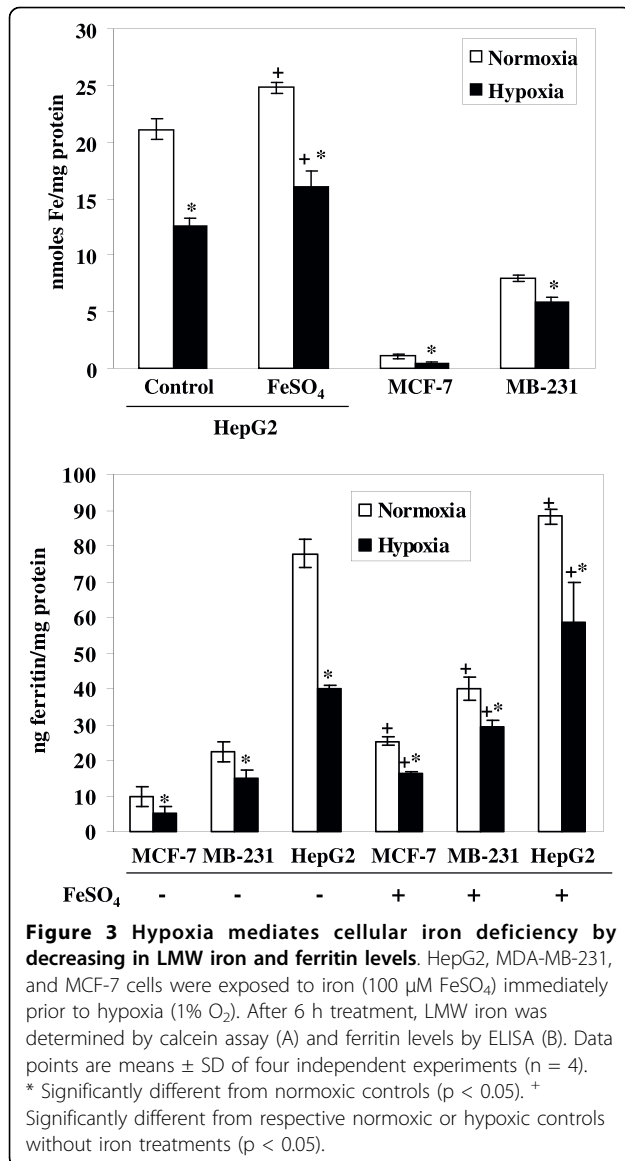 Normoxia
Hypoxia
30
25
20
15
10
5
0
nmoles Fe/mg protein
+
+ *
*
*
*
Control FeSO₄ MCF-7 MB-231
HepG2
100
90
80
70
60
50
40
30
20
10
0
ng ferritin/mg protein
Normoxia
Hypoxia
*
*
*
+
+*
+
+*
+
+*
MCF-7 MB-231 HepG2 MCF-7 MB-231 HepG2
FeSO₄ - - - + + +
Figure 3 Hypoxia mediates cellular iron deficiency by
decreasing in LMW iron and ferritin levels. HepG2, MDA-MB-231,
and MCF-7 cells were exposed to iron (100 μM FeSO₄) immediately
prior to hypoxia (1% O₂). After 6 h treatment, LMW iron was
determined by calcein assay (A) and ferritin levels by ELISA (B). Data
points are means ± SD of four independent experiments (n = 4).
* Significantly different from normoxic controls (p < 0.05). ⁺
Significantly different from respective normoxic or hypoxic controls
without iron treatments (p < 0.05).